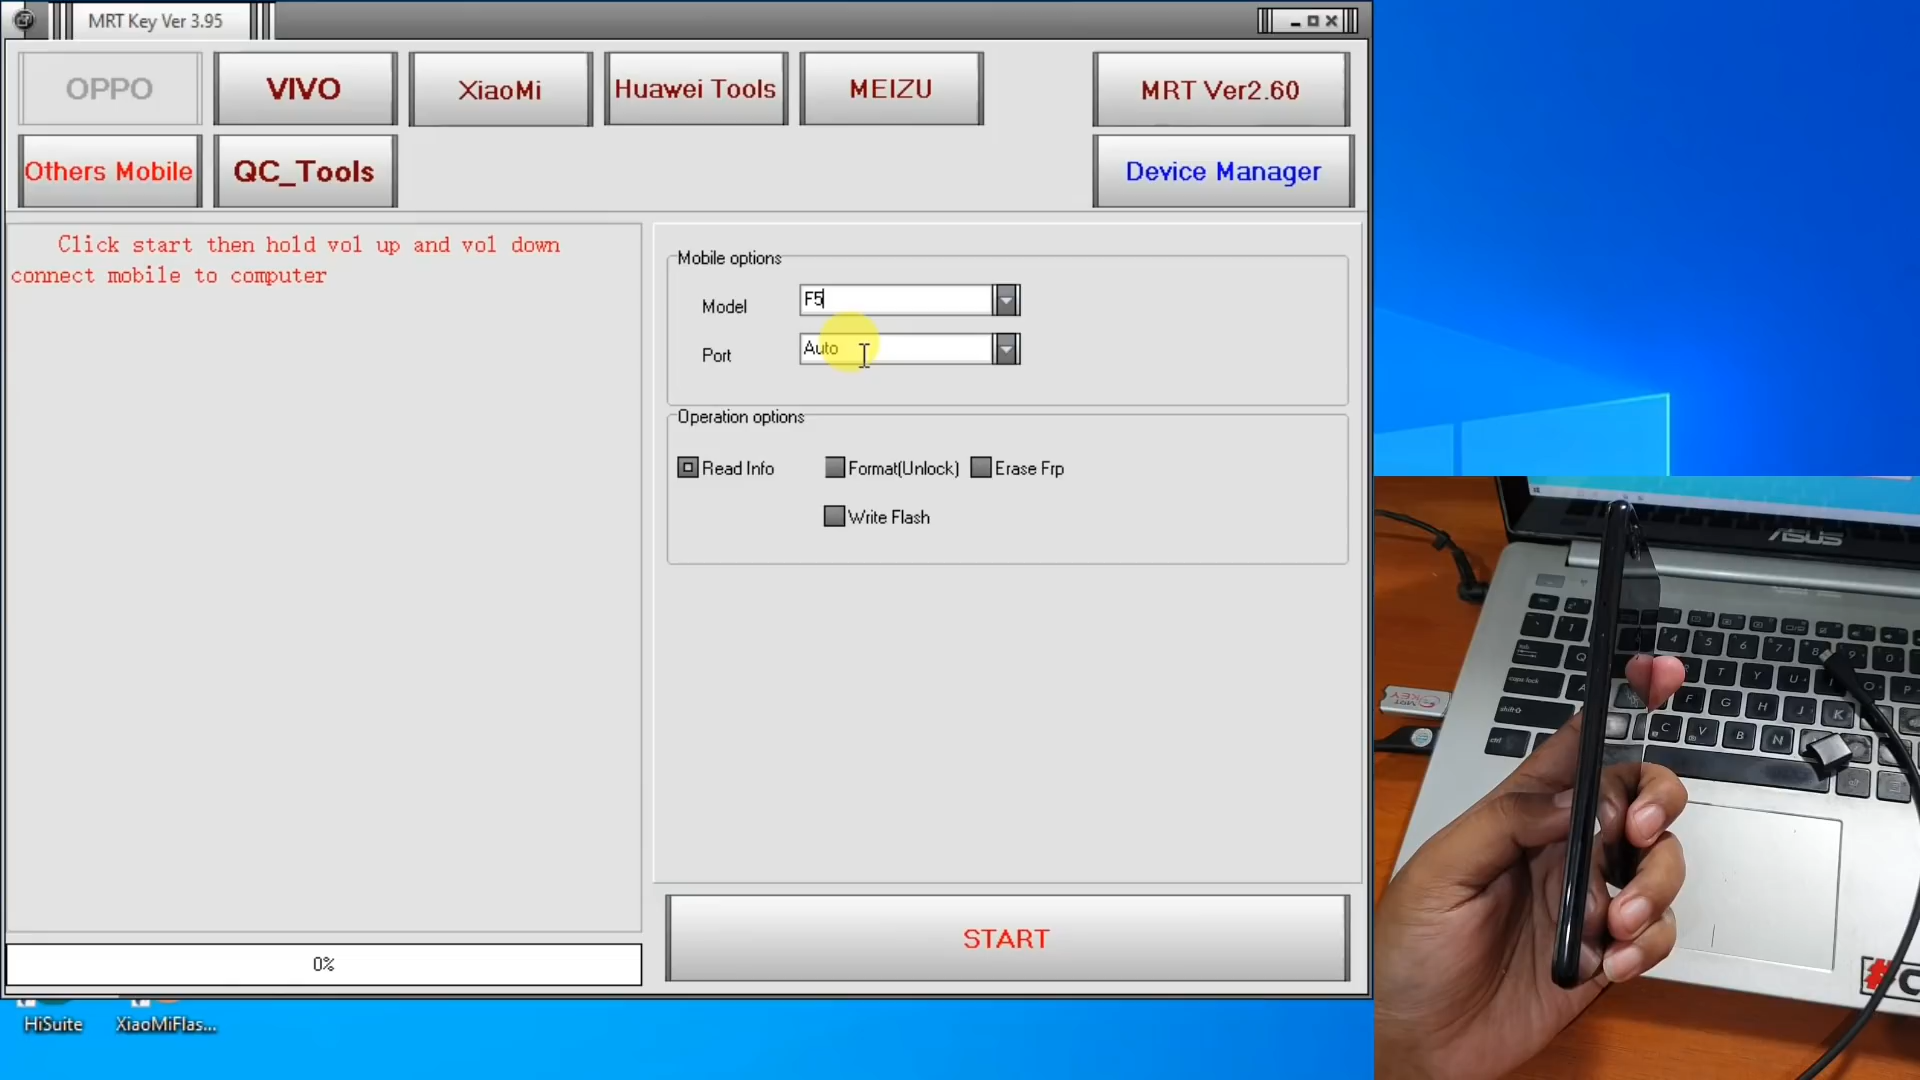 MRT Key Ver 3.95
OPPO
VIVO
XiaoMi
Huawei Tools
MEIZU
MRT Ver2.60
Others Mobile
QC_Tools
Device Manager
Click start then hold vol up and vol down
connect mobile to computer
Mobile options
Model
F5
Port
Auto
Operation options
Read Info
Format(Unlock)
Erase Frp
Write Flash
START
0%
HiSuite
XiaoMiFlas...
ASUS